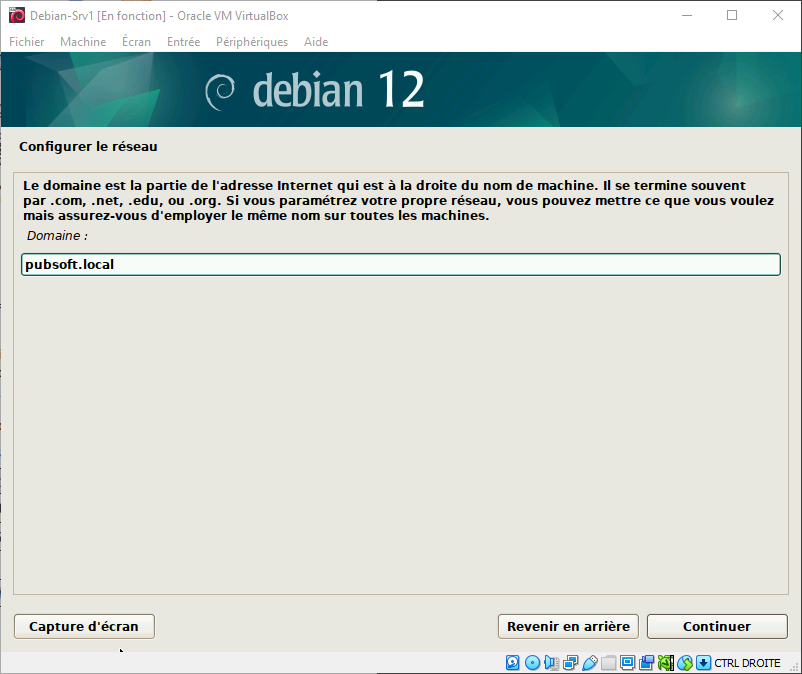 Debian-Srv1 [En fonction] - Oracle VM VirtualBox
Fichier Machine Écran Entrée Périphériques Aide
debian 12
Configurer le réseau
Le domaine est la partie de l'adresse Internet qui est à la droite du nom de machine. Il se termine souvent
par .com, .net, .edu, ou .org. Si vous paramétrez votre propre réseau, vous pouvez mettre ce que vous voulez
mais assurez-vous d'employer le même nom sur toutes les machines.
Domaine :
pubsoft.local
Capture d'écran Revenir en arrière Continuer
CTRL DROITE